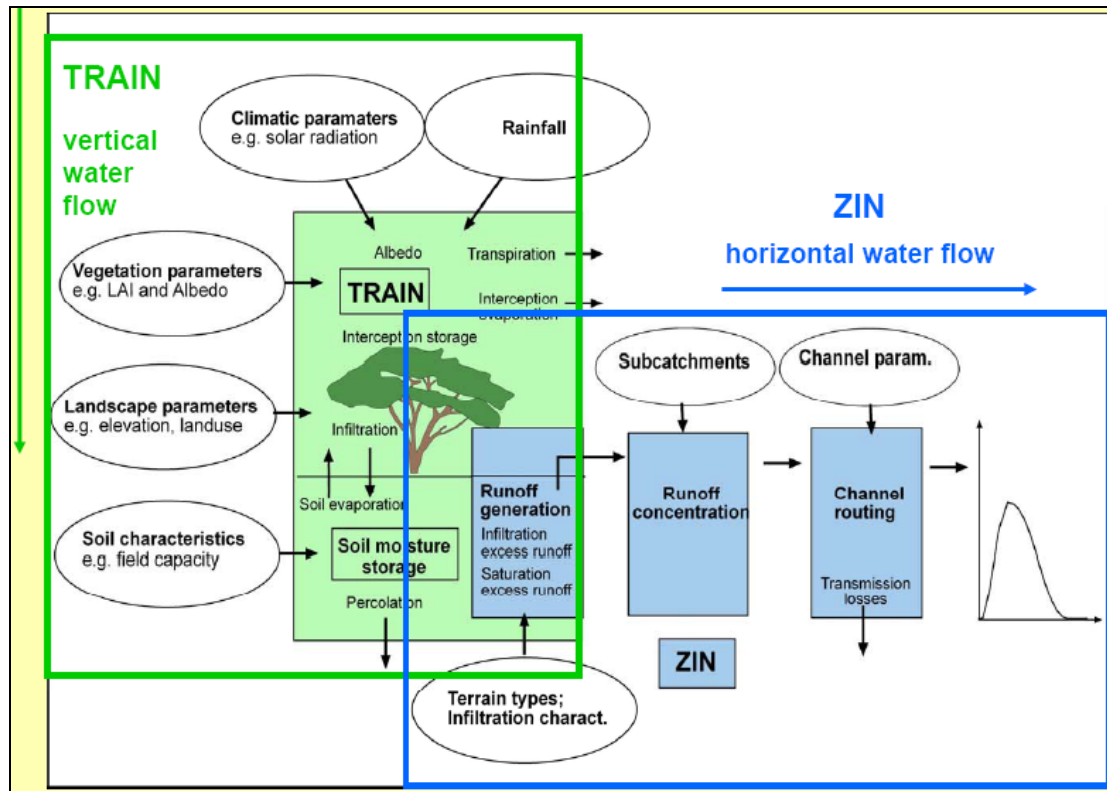 TRAIN
vertical
water
flow
Climatic paramaters
e.g. solar radiation
Rainfall
ZIN
horizontal water flow
Vegetation parameters
e.g. LAI and Albedo
Albedo
Transpiration
TRAIN
Interception
evaporation
Interception storage
Subcatchments
Channel param.
Landscape parameters
e.g. elevation, landuse
Infiltration
Soil evaporation
Runoff
generation
Infiltration
excess runoff
Saturation
excess runoff
Runoff
concentration
Channel
routing
Transmission
losses
Soil characteristics
e.g. field capacity
Soil moisture
storage
Percolation
ZIN
Terrain types;
Infiltration charact.